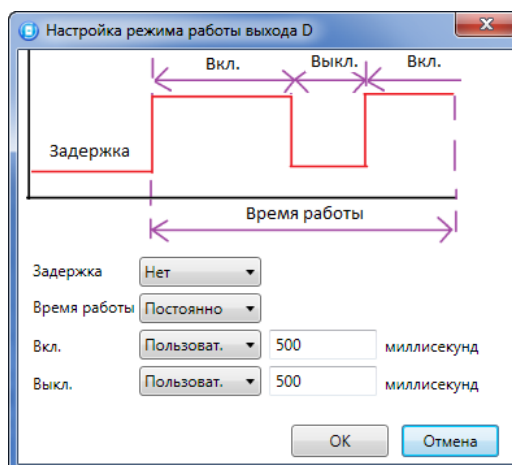 Настройка режима работы выхода D
Вкл. Выкл. Вкл.
Задержка
Время работы
Задержка Нет
Время работы Постоянно
Вкл. Пользоват. 500 миллисекунд
Выкл. Пользоват. 500 миллисекунд
OK Отмена